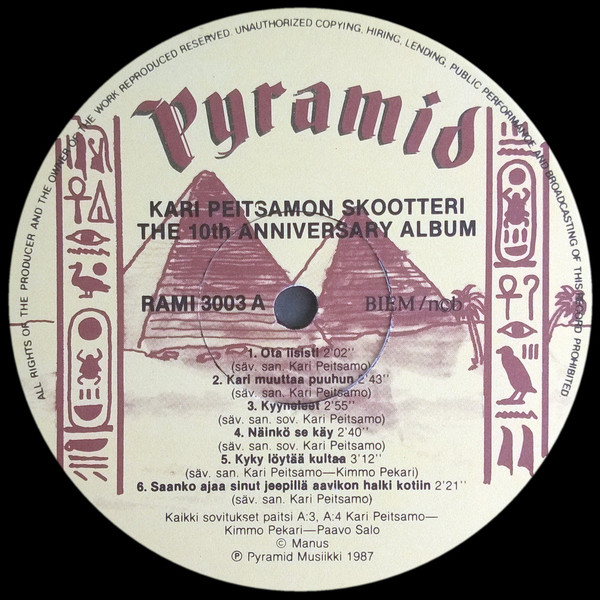 ALL RIGHTS OF THE PRODUCER AND THE OWNER OF THE WORK REPRODUCED RESERVED. UNAUTHORIZED COPYING, HIRING, LENDING, PUBLIC PERFORMANCE AND BROADCASTING OF THIS RECORD PROHIBITED
Pyramid
KARI PEITSAMON SKOOTTERI
THE 10th ANNIVERSARY ALBUM
RAMI 3003 A
BIEM/ncb
1. Ota iisisti 2'02''
(säv. san. Kari Peitsamo)
2. Kari muuttaa puuhun 2'43''
(säv. san. Kari Peitsamo)
3. Kyyneleet 2'55''
(säv. san. sov. Kari Peitsamo)
4. Näinkö se käy 2'40''
(säv. san. sov. Kari Peitsamo)
5. Kyky löytää kultaa 3'12''
(säv. san. Kari Peitsamo—Kimmo Pekari)
6. Saanko ajaa sinut jeepillä aavikon halki kotiin 2'21''
(säv. san. Kari Peitsamo)
Kaikki sovitukset paitsi A:3, A:4 Kari Peitsamo—
Kimmo Pekari—Paavo Salo
© Manus
℗ Pyramid Musiikki 1987